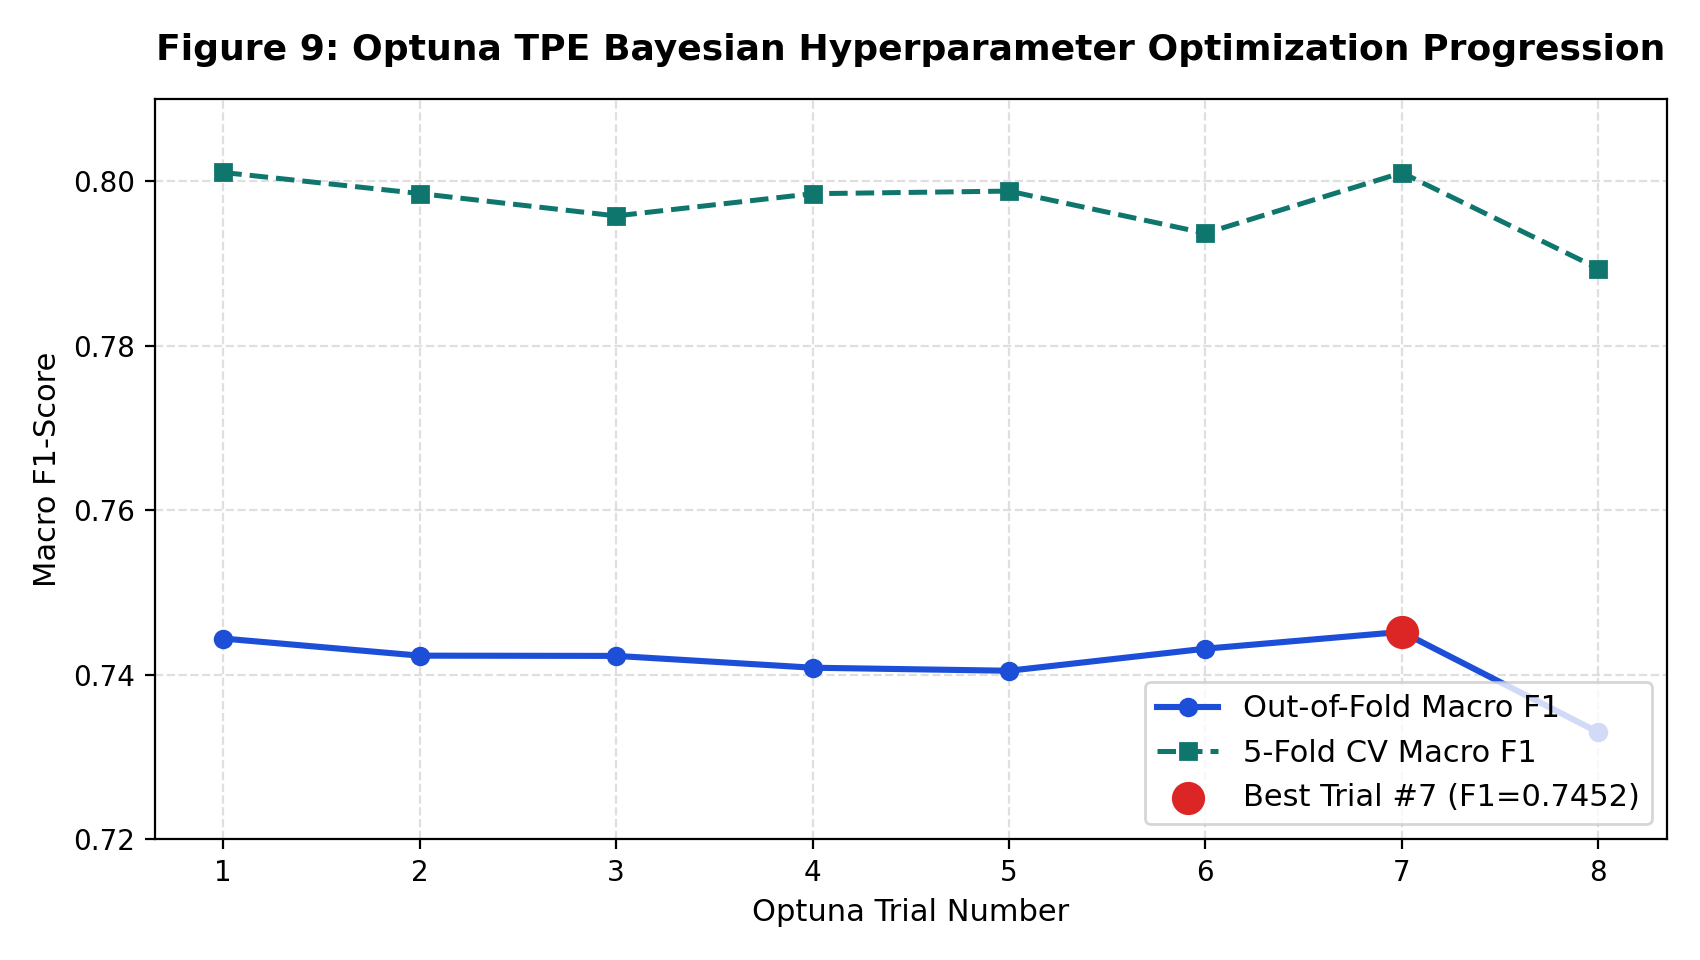 Figure 9: Optuna TPE Bayesian Hyperparameter Optimization Progression
Macro F1-Score
0.80
0.78
0.76
0.74
0.72
Out-of-Fold Macro F1
5-Fold CV Macro F1
Best Trial #7 (F1=0.7452)
1 2 3 4 5 6 7 8
Optuna Trial Number